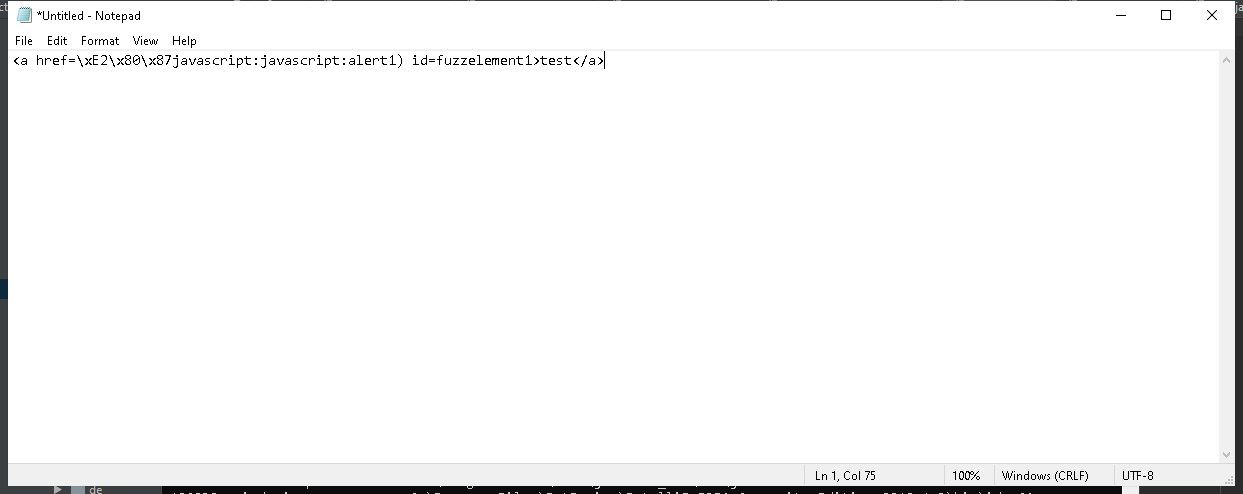 *Untitled - Notepad
File Edit Format View Help
<a href=\xE2\x80\x87javascript:javascript:alert1) id=fuzzelement1>test</a>
Ln 1, Col 75 100% Windows (CRLF) UTF-8
de